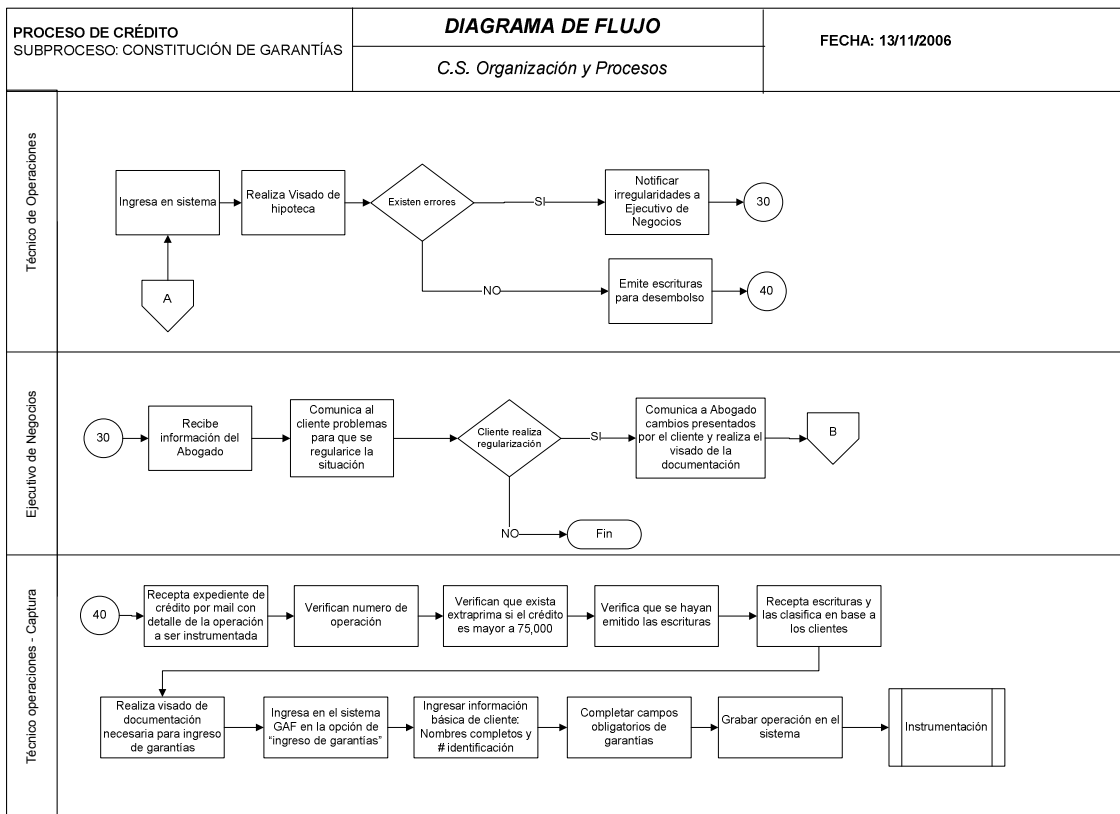 PROCESO DE CRÉDITO
SUBPROCESO: CONSTITUCIÓN DE GARANTÍAS
DIAGRAMA DE FLUJO
C.S. Organización y Procesos
FECHA: 13/11/2006
Técnico de Operaciones
Ingresa en sistema
Realiza Visado de
hipoteca
Existen errores
SI
Notificar
irregularidades a
Ejecutivo de
Negocios
30
A
NO
Emite escrituras
para desembolso
40
Ejecutivo de Negocios
30
Recibe
información del
Abogado
Comunica al
cliente problemas
para que se
regularice la
situación
Cliente realiza
regularización
SI
Comunica a Abogado
cambios presentados
por el cliente y realiza el
visado de la
documentación
B
NO
Fin
Técnico operaciones - Captura
40
Recepta expediente de
crédito por mail con
detalle de la operación
a ser instrumentada
Verifican numero de
operación
Verifican que exista
extraprima si el crédito
es mayor a 75,000
Verifica que se hayan
emitido las escrituras
Recepta escrituras y
las clasifica en base a
los clientes
Realiza visado de
documentación
necesaria para ingreso
de garantías
Ingresa en el sistema
GAF en la opción de
“ingreso de garantías”
Ingresar información
básica de cliente:
Nombres completos y
# identificación
Completar campos
obligatorios de
garantías
Grabar operación en el
sistema
Instrumentación